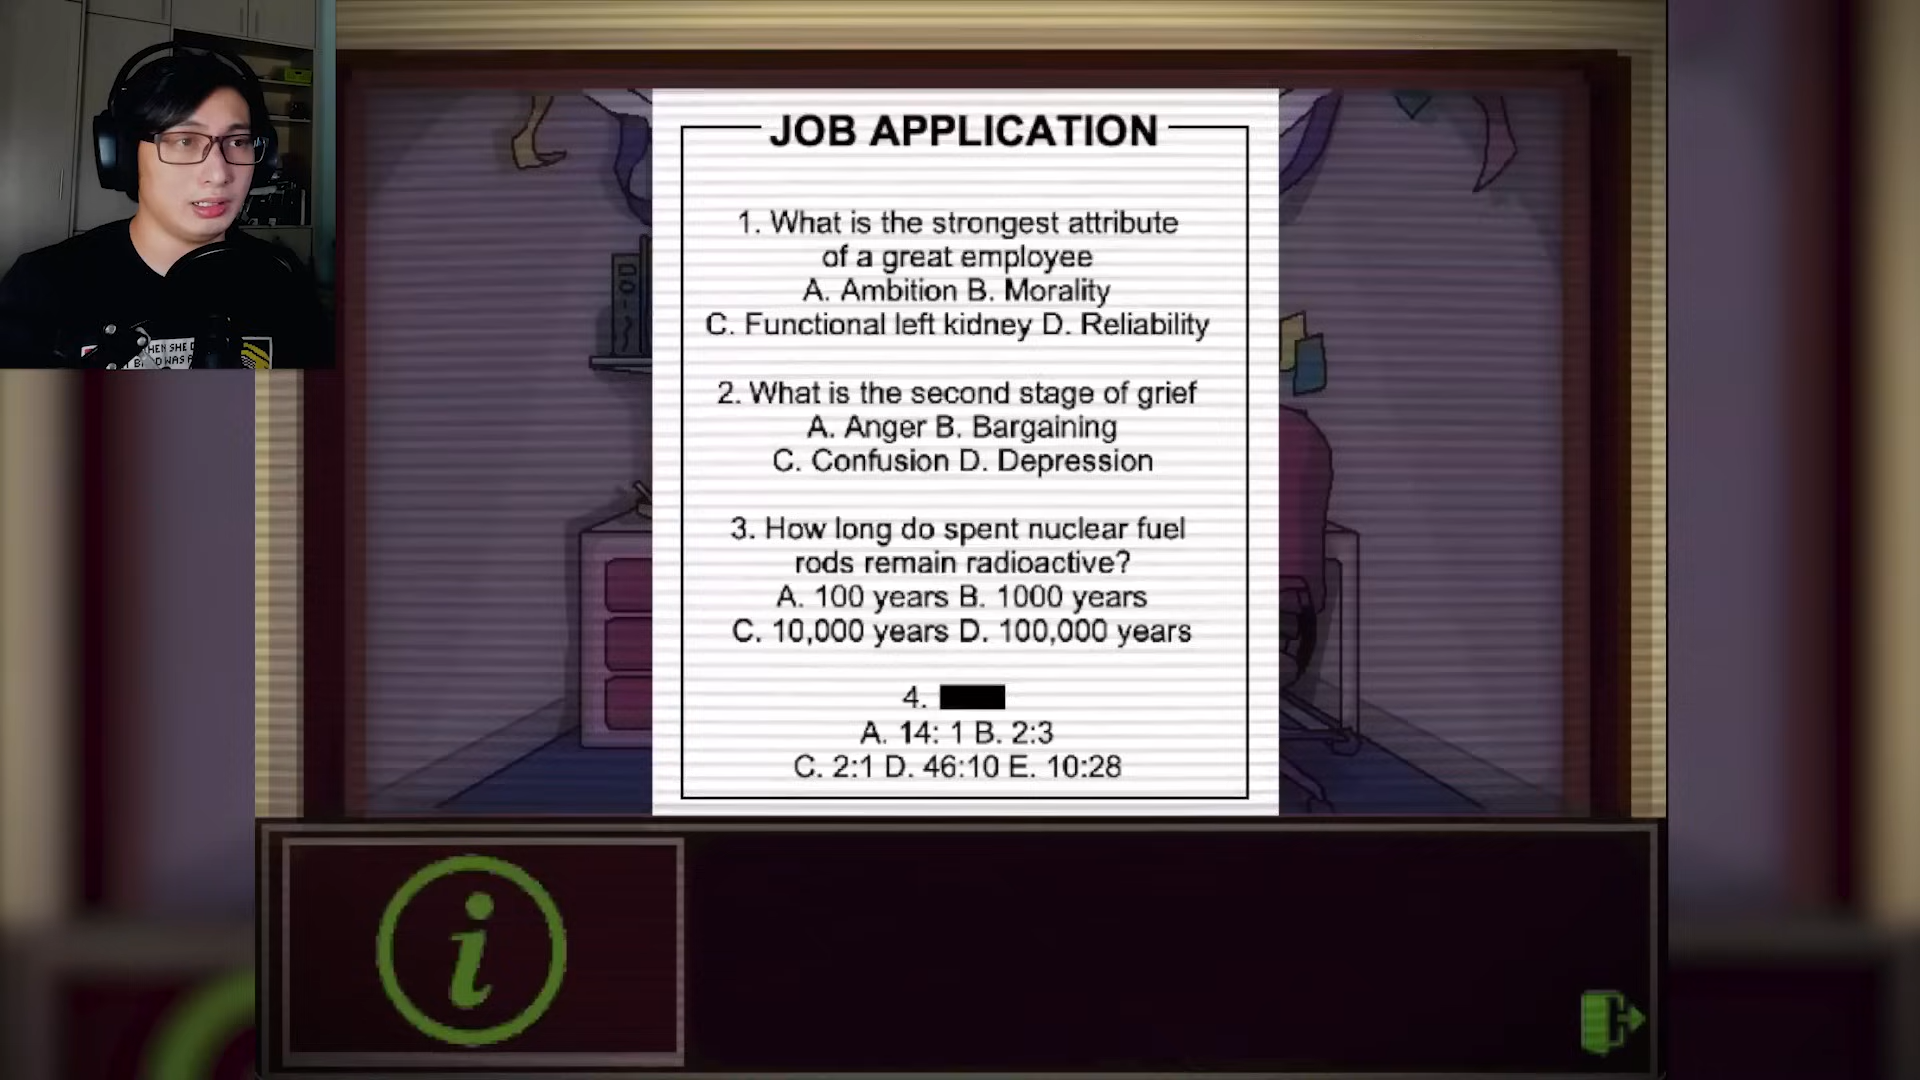 JOB APPLICATION
1. What is the strongest attribute
of a great employee
A. Ambition B. Morality
C. Functional left kidney D. Reliability
2. What is the second stage of grief
A. Anger B. Bargaining
C. Confusion D. Depression
3. How long do spent nuclear fuel
rods remain radioactive?
A. 100 years B. 1000 years
C. 10,000 years D. 100,000 years
4.
A. 14: 1 B. 2:3
C. 2:1 D. 46:10 E. 10:28
i